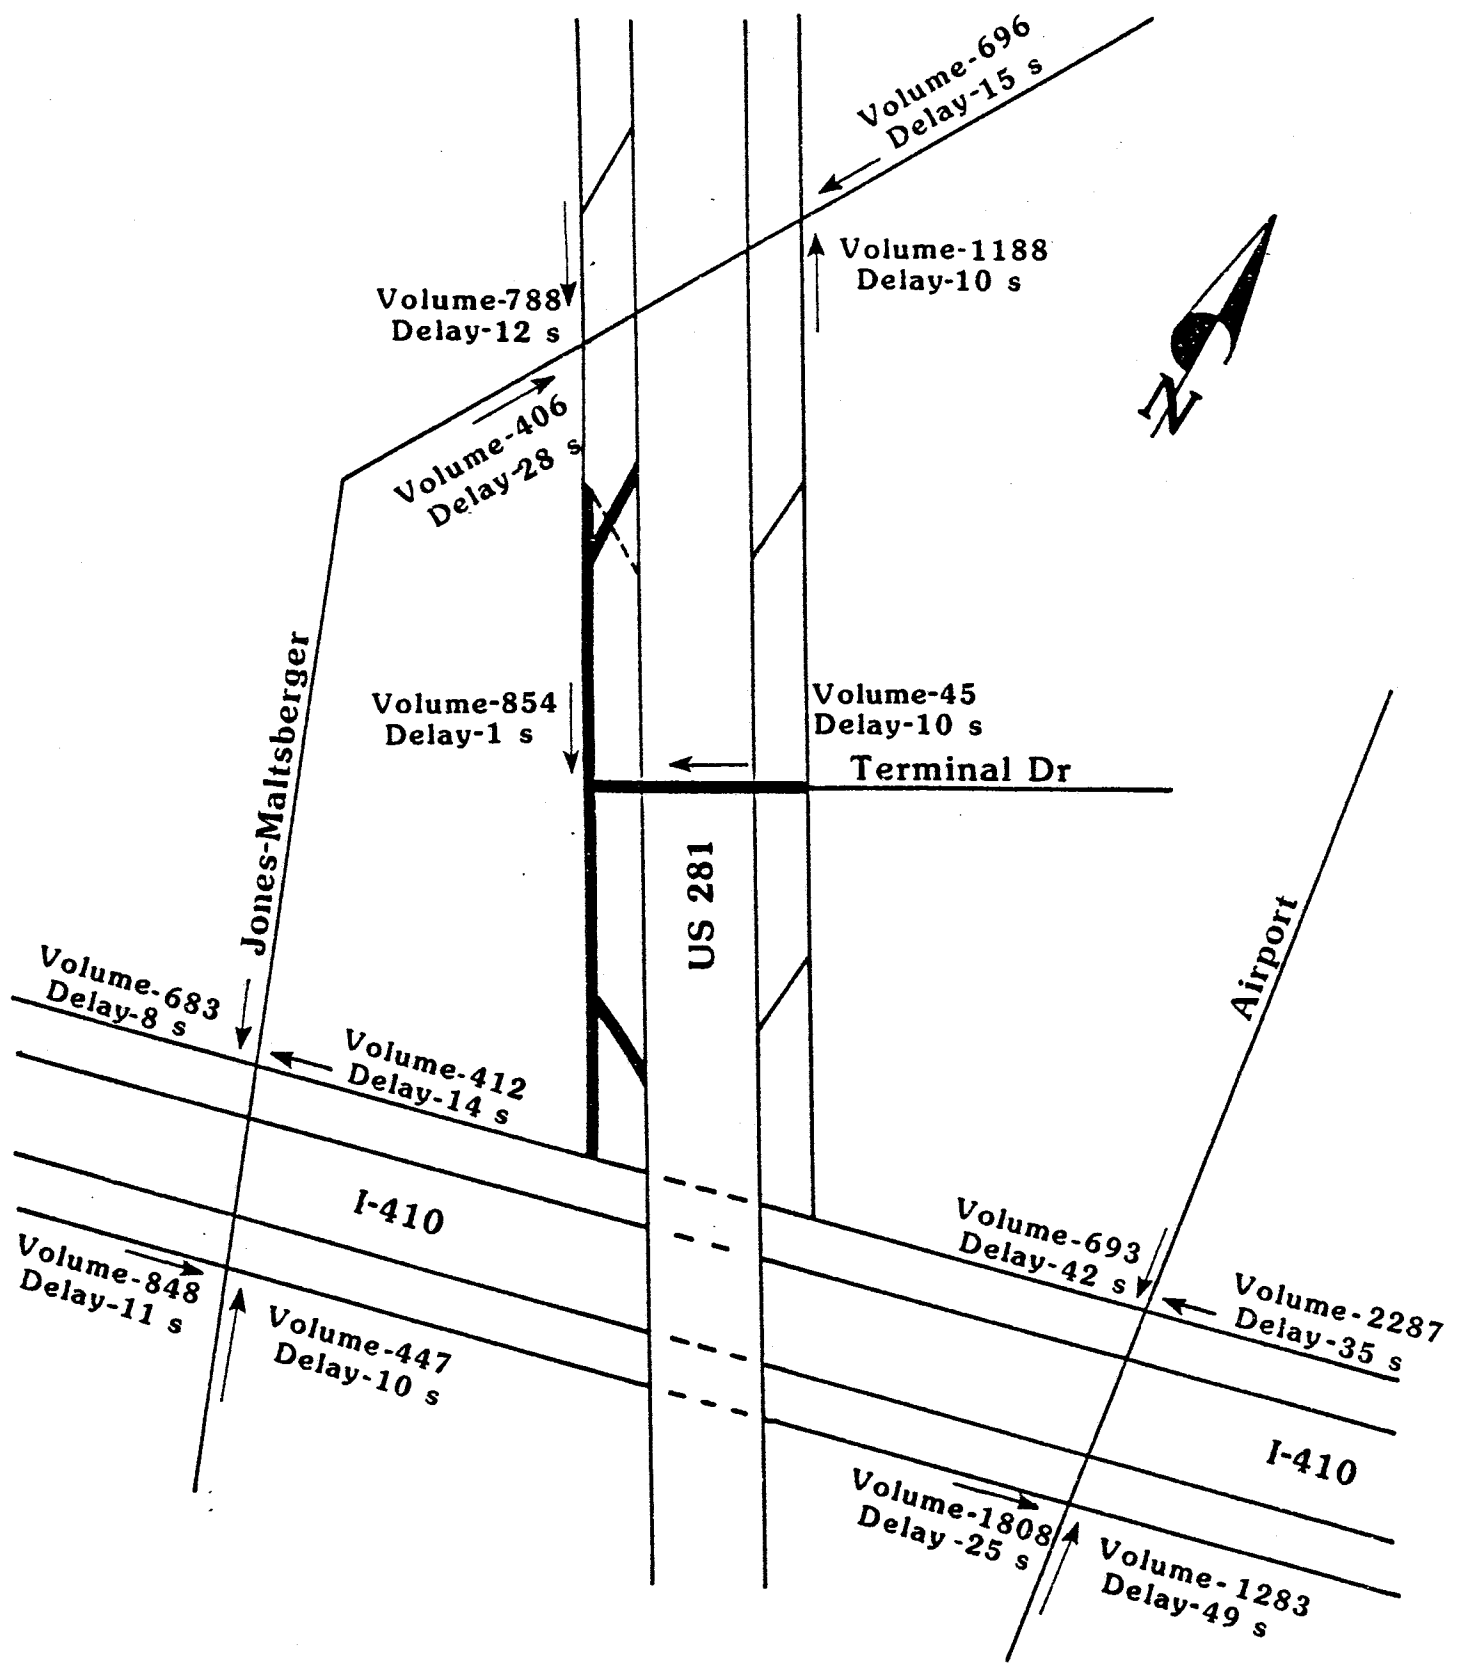 Volume-696
Delay-15 s
Volume-1188
Delay-10 s
Volume-788
Delay-12 s
N
Volume-406
Delay-28 s
Jones-Maltsberger
Volume-854
Delay-1 s
Volume-45
Delay-10 s
Terminal Dr
US 281
Airport
Volume-683
Delay-8 s
Volume-412
Delay-14 s
I-410
Volume-848
Delay-11 s
Volume-447
Delay-10 s
Volume-693
Delay-42 s
Volume-2287
Delay-35 s
I-410
Volume-1808
Delay -25 s
Volume- 1283
Delay-49 s